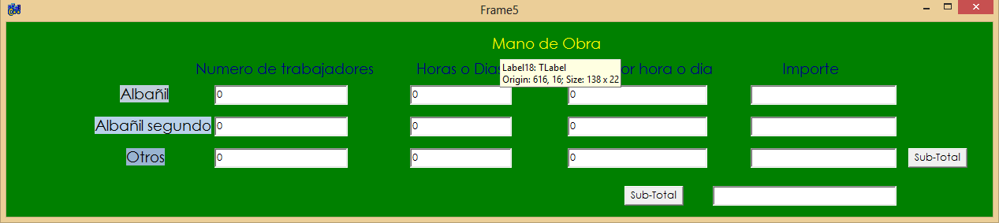 Frame5
Mano de Obra
Numero de trabajadores Horas o Dias or hora o dia Importe
Label18: TLabel
Origin: 616, 16; Size: 138 x 22
Albañil 0 0 0
Albañil segundo 0 0 0
Otros 0 0 0 Sub-Total
Sub-Total